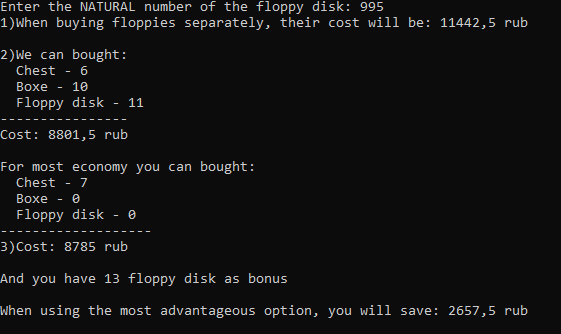 Enter the NATURAL number of the floppy disk: 995
1)When buying floppies separately, their cost will be: 11442,5 rub
2)We can bought:
Chest - 6
Boxe - 10
Floppy disk - 11
----------------
Cost: 8801,5 rub
For most economy you can bought:
Chest - 7
Boxe - 0
Floppy disk - 0
-------------------
3)Cost: 8785 rub
And you have 13 floppy disk as bonus
When using the most advantageous option, you will save: 2657,5 rub